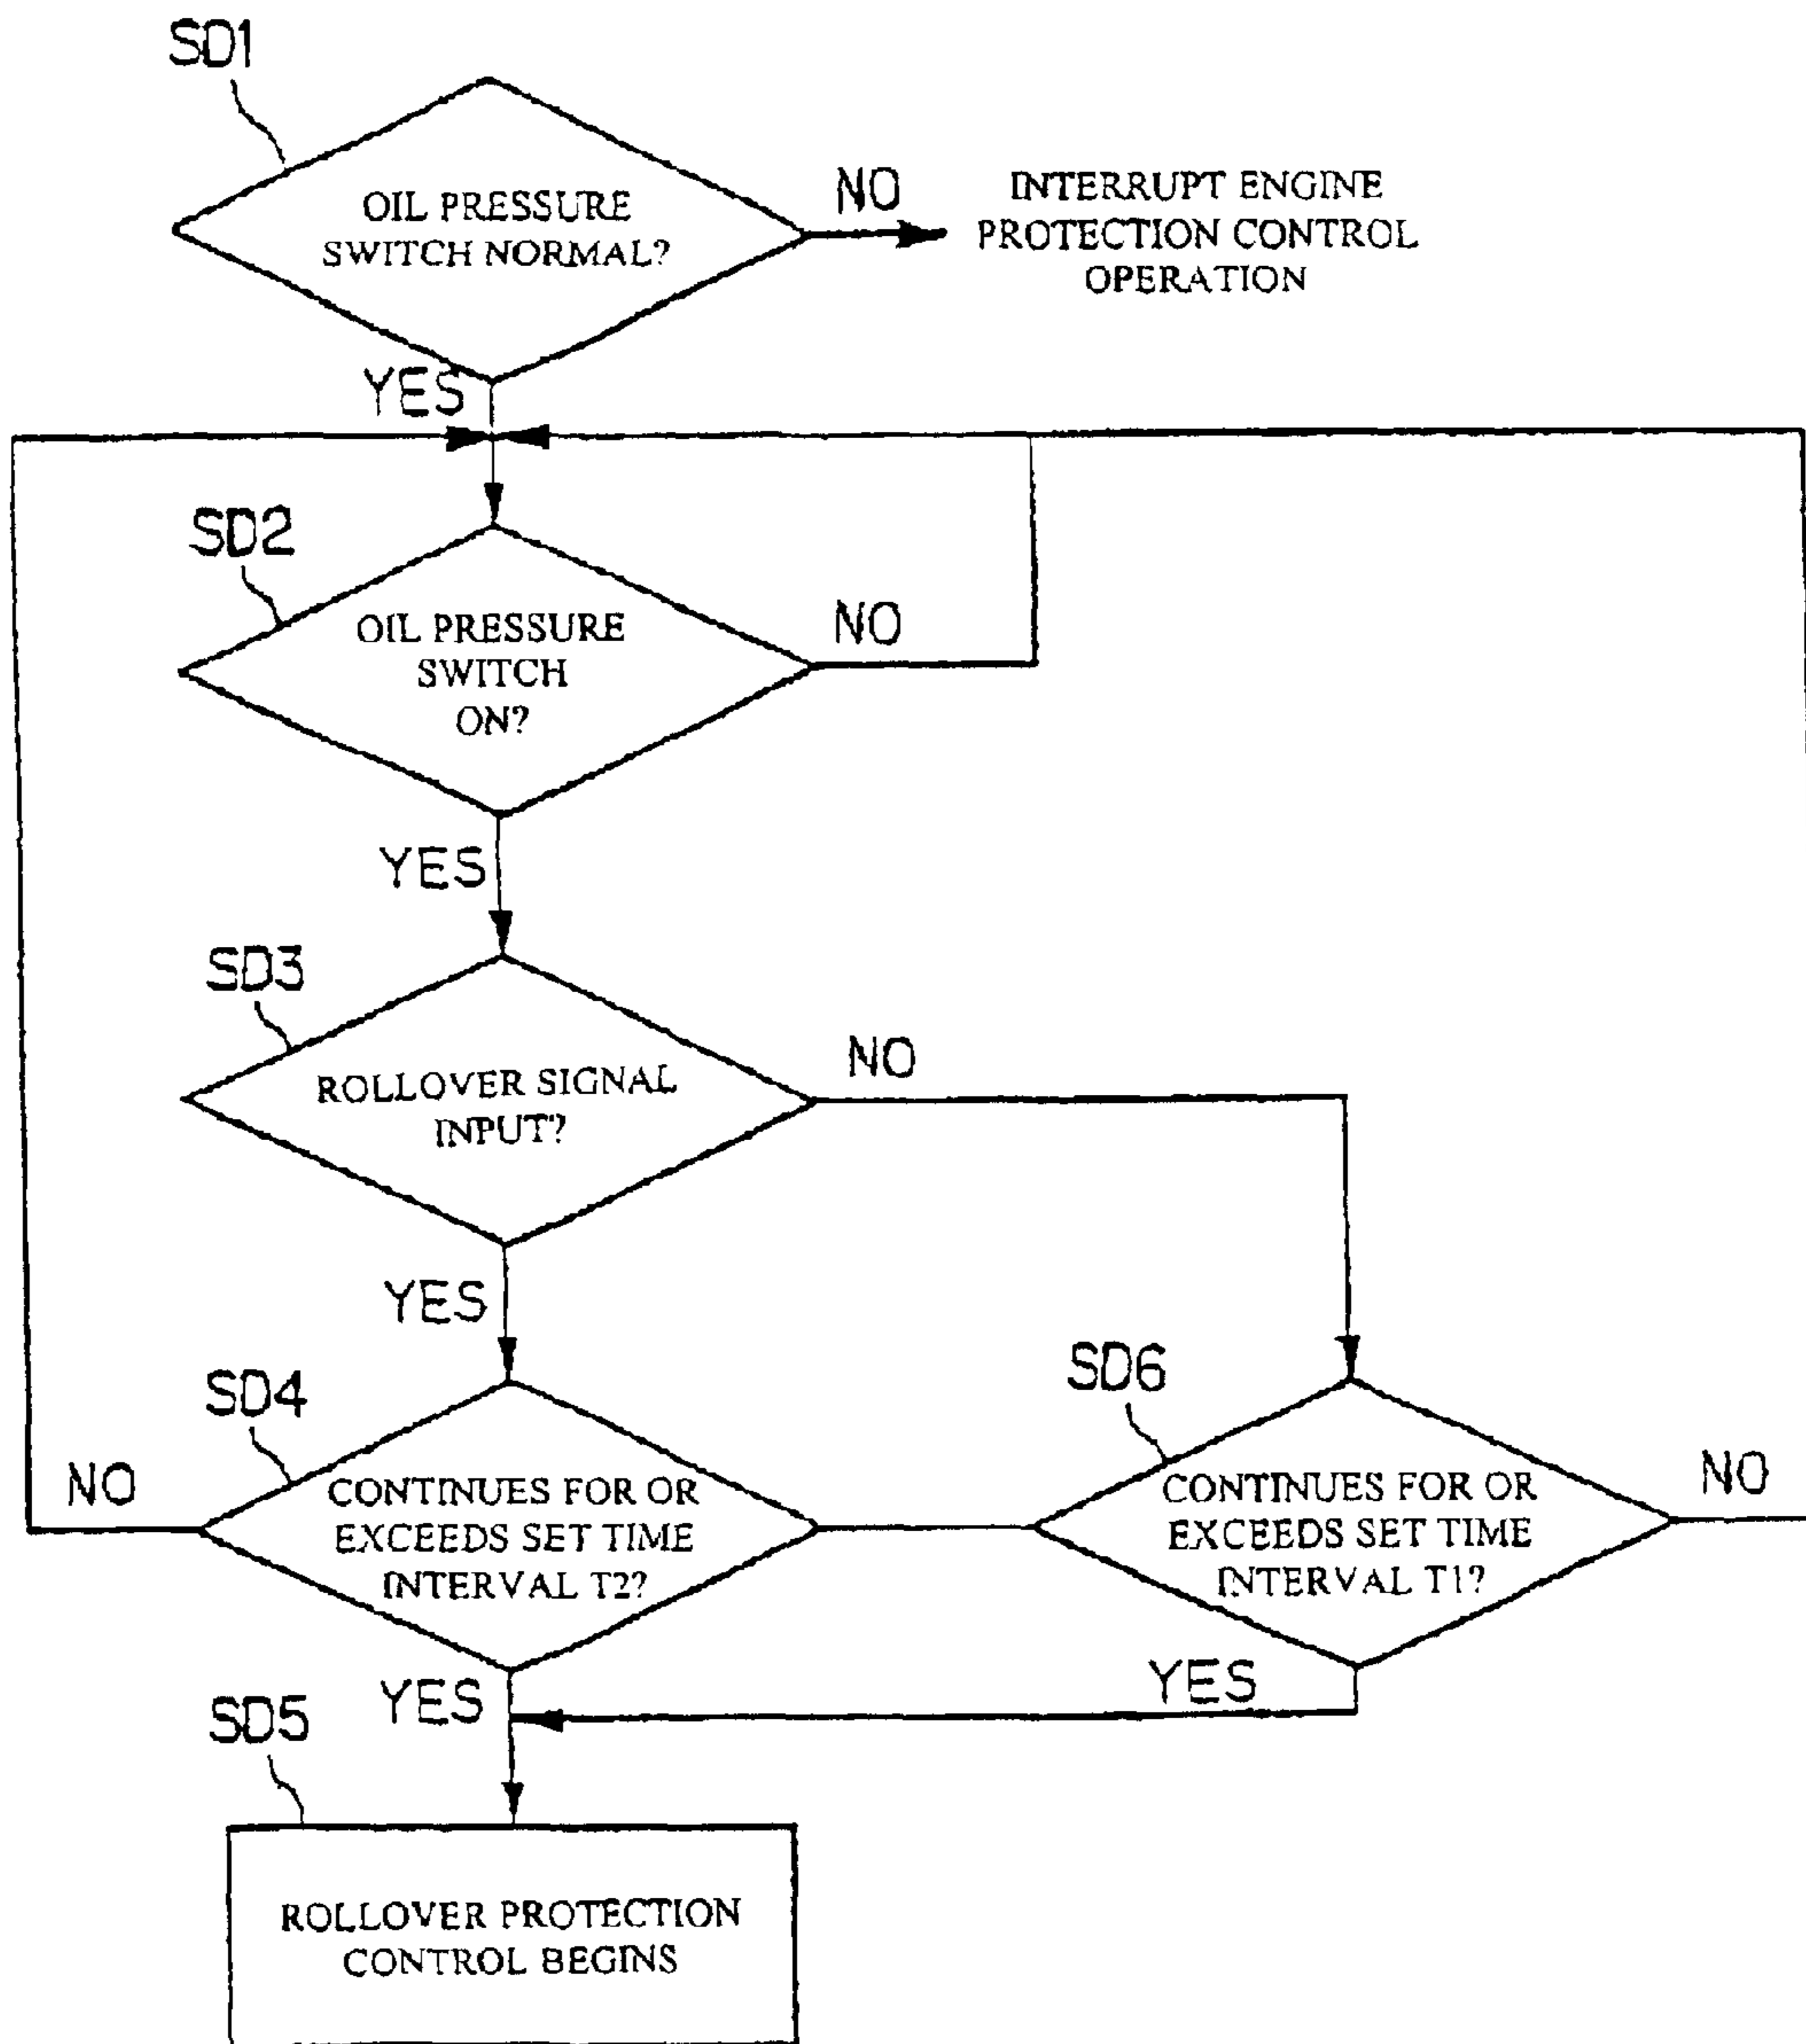 SD1
OIL PRESSURE
SWITCH NORMAL?
NO
INTERRUPT ENGINE
PROTECTION CONTROL
OPERATION
YES
SD2
OIL PRESSURE
SWITCH
ON?
NO
YES
SD3
ROLLOVER SIGNAL
INPUT?
NO
YES
SD4
NO
CONTINUES FOR OR
EXCEEDS SET TIME
INTERVAL T2?
SD6
CONTINUES FOR OR
EXCEEDS SET TIME
INTERVAL T1?
NO
YES
YES
SD5
ROLLOVER PROTECTION
CONTROL BEGINS